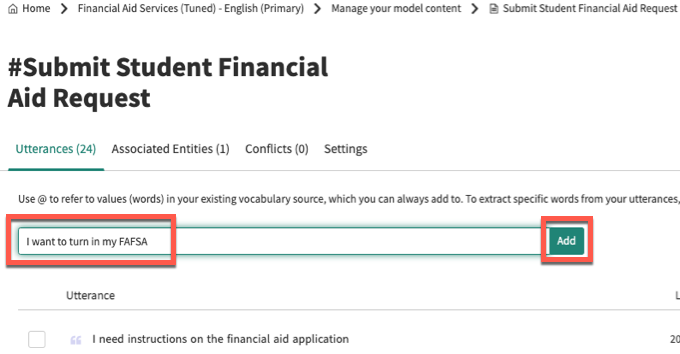 Home > Financial Aid Services (Tuned) - English (Primary) > Manage your model content > Submit Student Financial Aid Request
#Submit Student Financial
Aid Request
Utterances (24) Associated Entities (1) Conflicts (0) Settings
Use @ to refer to values (words) in your existing vocabulary source, which you can always add to. To extract specific words from your utterances,
I want to turn in my FAFSA Add
Utterance L
I need instructions on the financial aid application 20